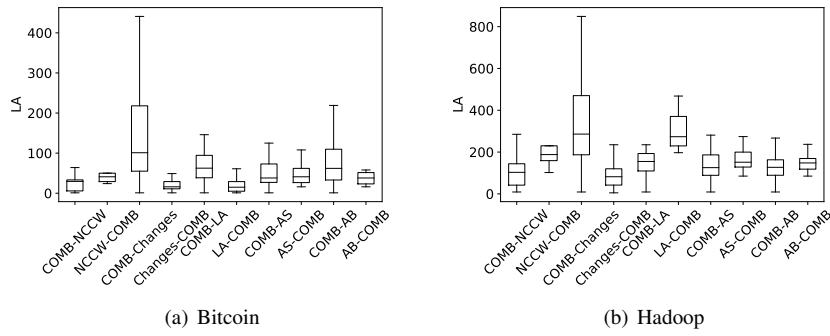 400
300
200
100
0
LA
COMB-NCCW
NCCW-COMB
COMB-Changes
Changes-COMB
COMB-LA
LA-COMB
COMB-AS
AS-COMB
COMB-AB
AB-COMB
(a) Bitcoin
800
600
400
200
0
LA
COMB-NCCW
NCCW-COMB
COMB-Changes
Changes-COMB
COMB-LA
LA-COMB
COMB-AS
AS-COMB
COMB-AB
AB-COMB
(b) Hadoop